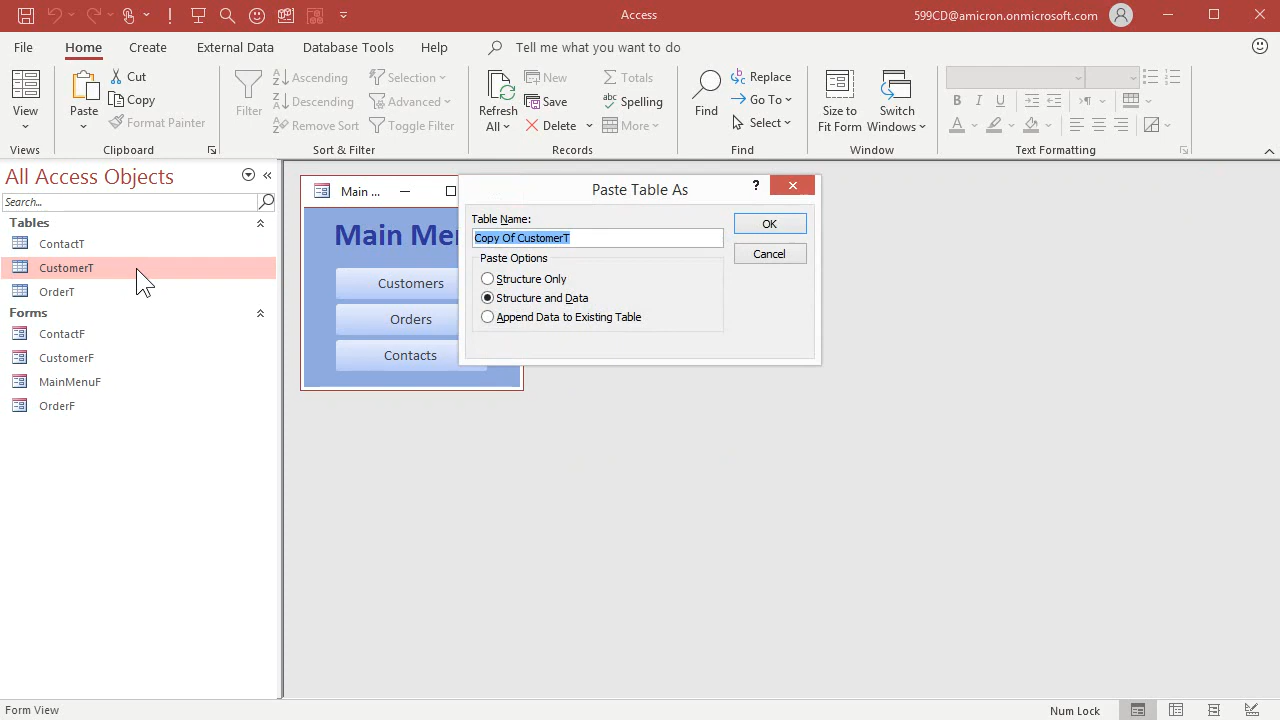 Access
599CD@amicron.onmicrosoft.com
File
Home
Create
External Data
Database Tools
Help
Tell me what you want to do
View
Views
Paste
Cut
Copy
Format Painter
Clipboard
Filter
Ascending
Descending
Remove Sort
Selection
Advanced
Toggle Filter
Sort & Filter
Refresh
All
New
Save
Delete
Totals
Spelling
More
Records
Find
Replace
Go To
Select
Find
Size to
Fit Form
Switch
Windows
Window
B I U
A
Text Formatting
All Access Objects
Search...
Tables
ContactT
CustomerT
OrderT
Forms
ContactF
CustomerF
MainMenuF
OrderF
Main ...
Main Me
Customers
Orders
Contacts
Paste Table As
?
Table Name:
Copy Of CustomerT
Paste Options
Structure Only
Structure and Data
Append Data to Existing Table
OK
Cancel
Form View
Num Lock